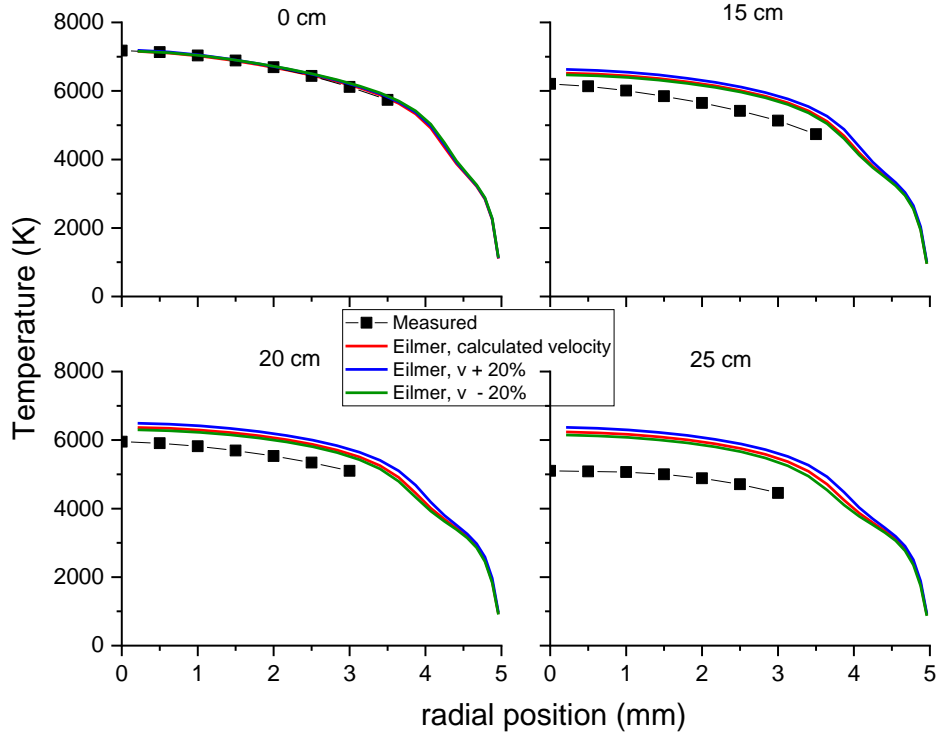 0 cm
15 cm
8000
6000
4000
2000
0
Temperature (K)
Measured
Eilmer, calculated velocity
Eilmer, v + 20%
Eilmer, v - 20%
20 cm
25 cm
8000
6000
4000
2000
0
0 1 2 3 4 5
0 1 2 3 4 5
radial position (mm)